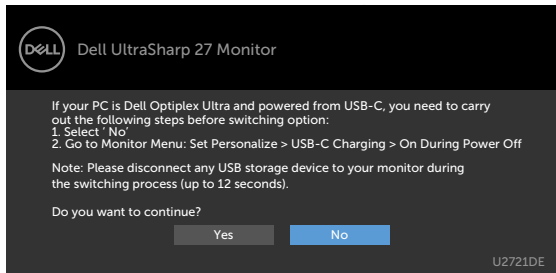 DELL
Dell UltraSharp 27 Monitor
If your PC is Dell Optiplex Ultra and powered from USB-C, you need to carry
out the following steps before switching option:
1. Select ‘ No’
2. Go to Monitor Menu: Set Personalize > USB-C Charging > On During Power Off
Note: Please disconnect any USB storage device to your monitor during
the switching process (up to 12 seconds).
Do you want to continue?
Yes No
U2721DE